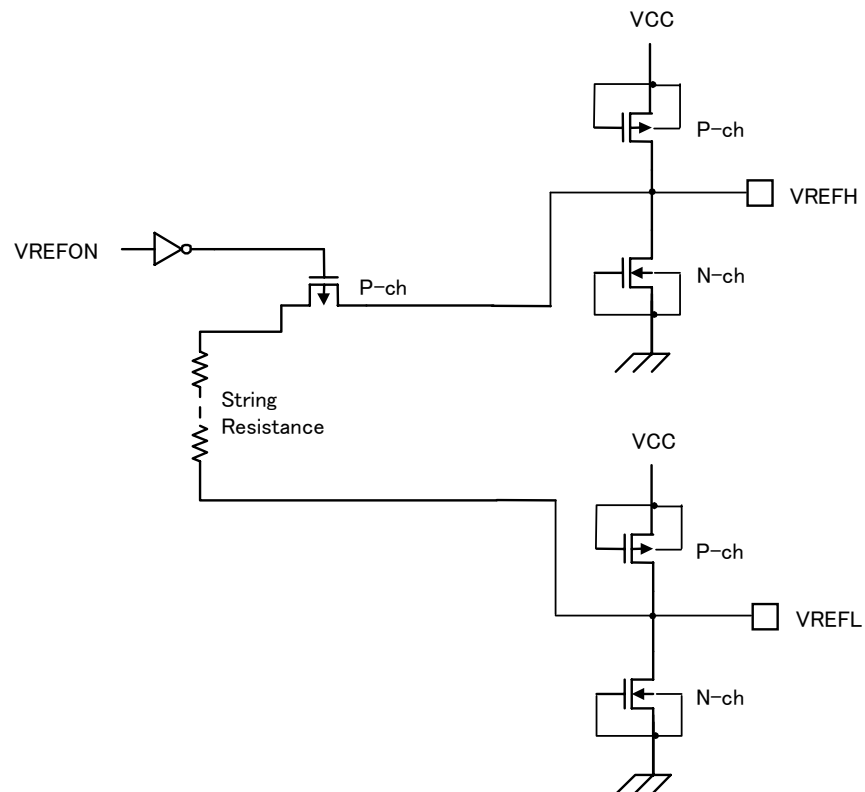 VCC
P-ch
VREFH
VREFON
P-ch
N-ch
String
Resistance
VCC
P-ch
VREFL
N-ch